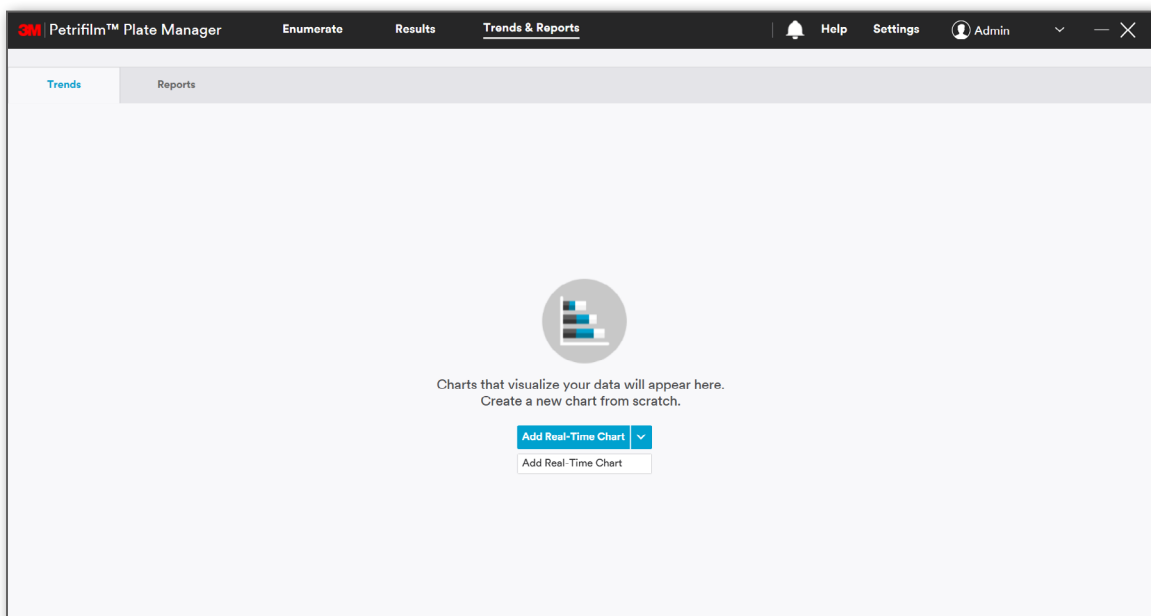 3M Petrifilm™ Plate Manager Enumerate Results Trends & Reports Help Settings Admin
Trends Reports
Charts that visualize your data will appear here.
Create a new chart from scratch.
Add Real-Time Chart
Add Real-Time Chart